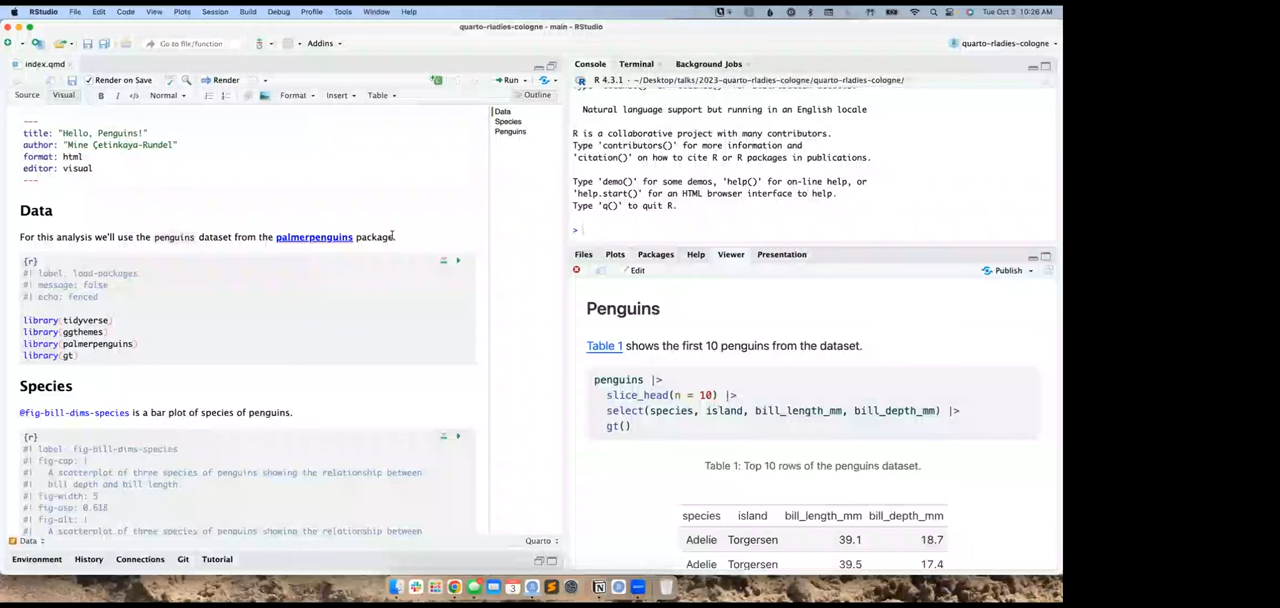 RStudio File Edit Code View Plots Session Build Debug Profile Tools Window Help
Tue Oct 3 10:26 AM
quarto-rladies-cologne - main - RStudio
Go to file/function
Addins
quarto-rladies-cologne
index.qmd
Render on Save
Render
Run
Source
Visual
B I </>
Normal
Format
Insert
Table
Outline
---
title: "Hello, Penguins!"
author: "Mine Çetinkaya-Rundel"
format: html
editor: visual
---
Data
For this analysis we'll use the penguins dataset from the palmerpenguins package.
{r}
#| label: load-packages
#| message: false
#| echo: fenced
library(tidyverse)
library(ggthemes)
library(palmerpenguins)
library(gt)
Species
@fig-bill-dims-species is a bar plot of species of penguins.
{r}
#| label: fig-bill-dims-species
#| fig-cap: |
#|   A scatterplot of three species of penguins showing the relationship between
#|   bill depth and bill length.
#| fig-width: 5
#| fig-asp: 0.618
#| fig-alt: |
#|   A scatterplot of three species of penguins showing the relationship between
Data
Species
Penguins
Data
Quarto
Environment History Connections Git Tutorial
Console Terminal Background Jobs
R 4.3.1 · ~/Desktop/talks/2023-quarto-rladies-cologne/quarto-rladies-cologne/
Natural language support but running in an English locale
R is a collaborative project with many contributors.
Type 'contributors()' for more information and
'citation()' on how to cite R or R packages in publications.
Type 'demo()' for some demos, 'help()' for on-line help, or
'help.start()' for an HTML browser interface to help.
Type 'q()' to quit R.
>
Files Plots Packages Help Viewer Presentation
Edit
Publish
Penguins
Table 1 shows the first 10 penguins from the dataset.
penguins |>
slice_head(n = 10) |>
select(species, island, bill_length_mm, bill_depth_mm) |>
gt()
Table 1: Top 10 rows of the penguins dataset.
species island bill_length_mm bill_depth_mm
Adelie Torgersen 39.1 18.7
Adelie Torgersen 39.5 17.4